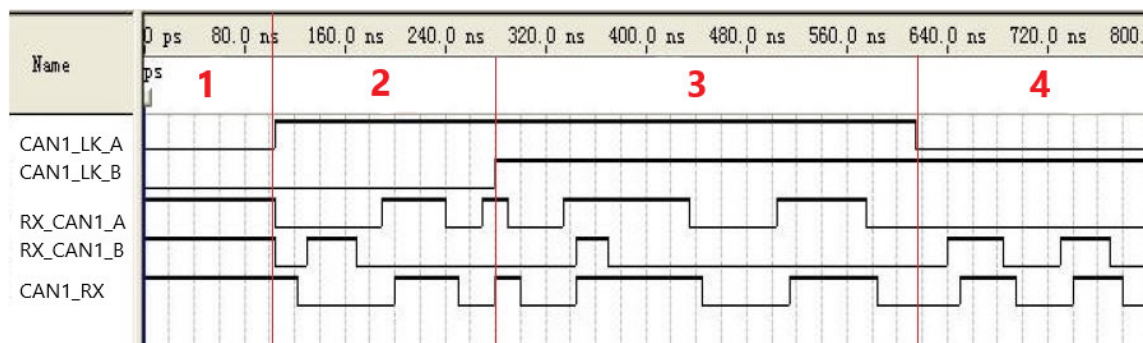 0 ps 80.0 ns 160.0 ns 240.0 ns 320.0 ns 400.0 ns 480.0 ns 560.0 ns 640.0 ns 720.0 ns 800.
Name
ps
1 2 3 4
CAN1_LK_A
CAN1_LK_B
RX_CAN1_A
RX_CAN1_B
CAN1_RX